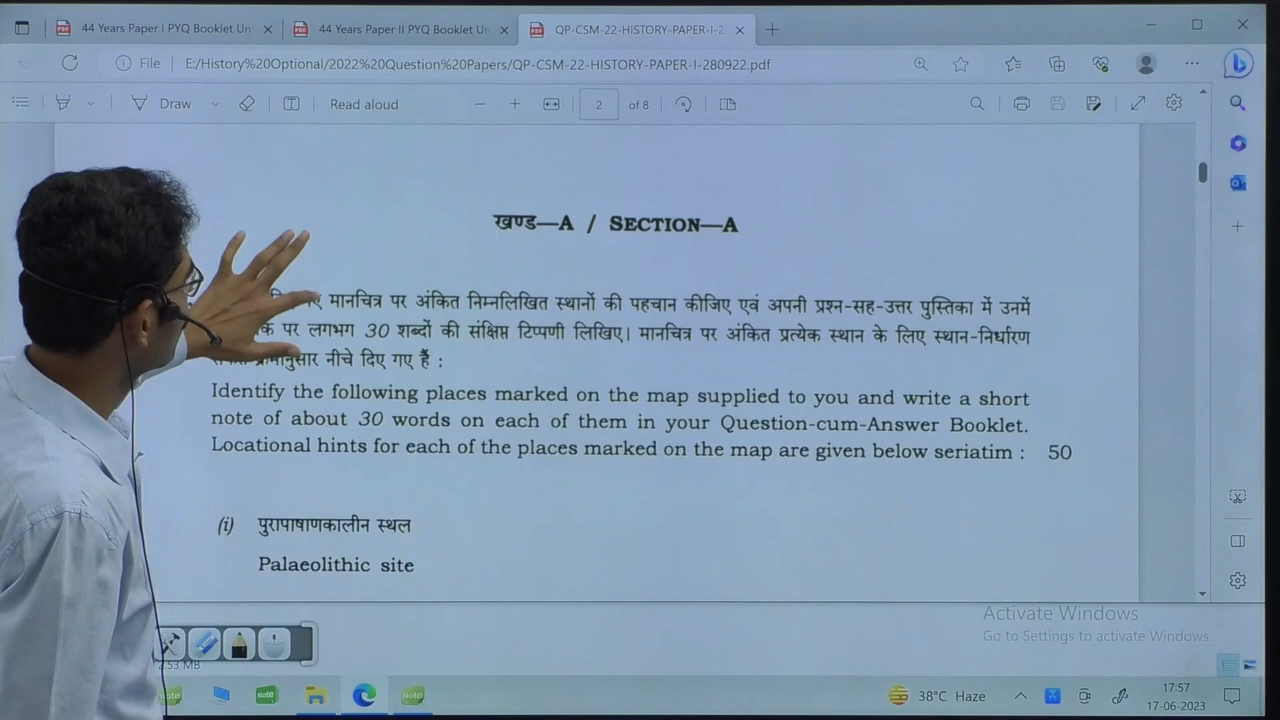 44 Years Paper I PYQ Booklet Un
44 Years Paper II PYQ Booklet Un
QP-CSM-22-HISTORY-PAPER-I-2
File
E:/History%20Optional/2022%20Question%20Papers/QP-CSM-22-HISTORY-PAPER-I-280922.pdf
Draw
Read aloud
2
of 8
खण्ड—A / SECTION—A
मानचित्र पर अंकित निम्नलिखित स्थानों की पहचान कीजिए एवं अपनी प्रश्न-सह-उत्तर पुस्तिका में उनमें
पर लगभग 30 शब्दों की संक्षिप्त टिप्पणी लिखिए। मानचित्र पर अंकित प्रत्येक स्थान के लिए स्थान-निर्धारण
नीचे दिए गए हैं :
Identify the following places marked on the map supplied to you and write a short
note of about 30 words on each of them in your Question-cum-Answer Booklet.
Locational hints for each of the places marked on the map are given below seriatim : 50
(i) पुरापाषाणकालीन स्थल
Palaeolithic site
Activate Windows
Go to Settings to activate Windows.
2.53 MB
Note
Note
Note
38°C Haze
17:57
17-06-2023